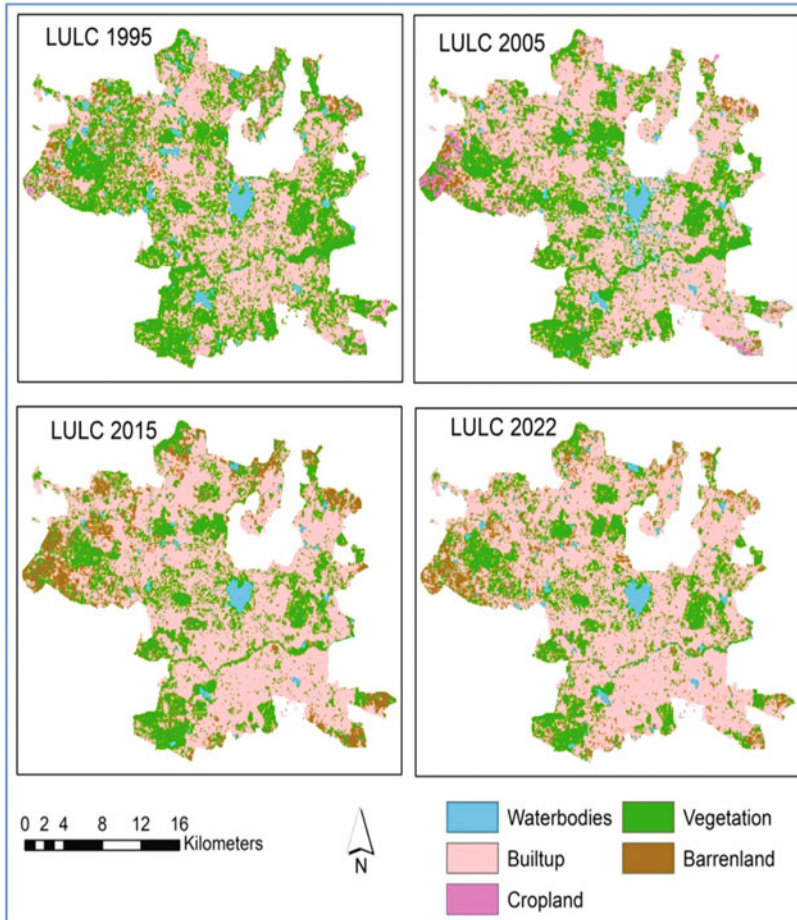 LULC 1995
LULC 2005
LULC 2015
LULC 2022
0 2 4 8 12 16
Kilometers
N
Waterbodies
Vegetation
Builtup
Barrenland
Cropland